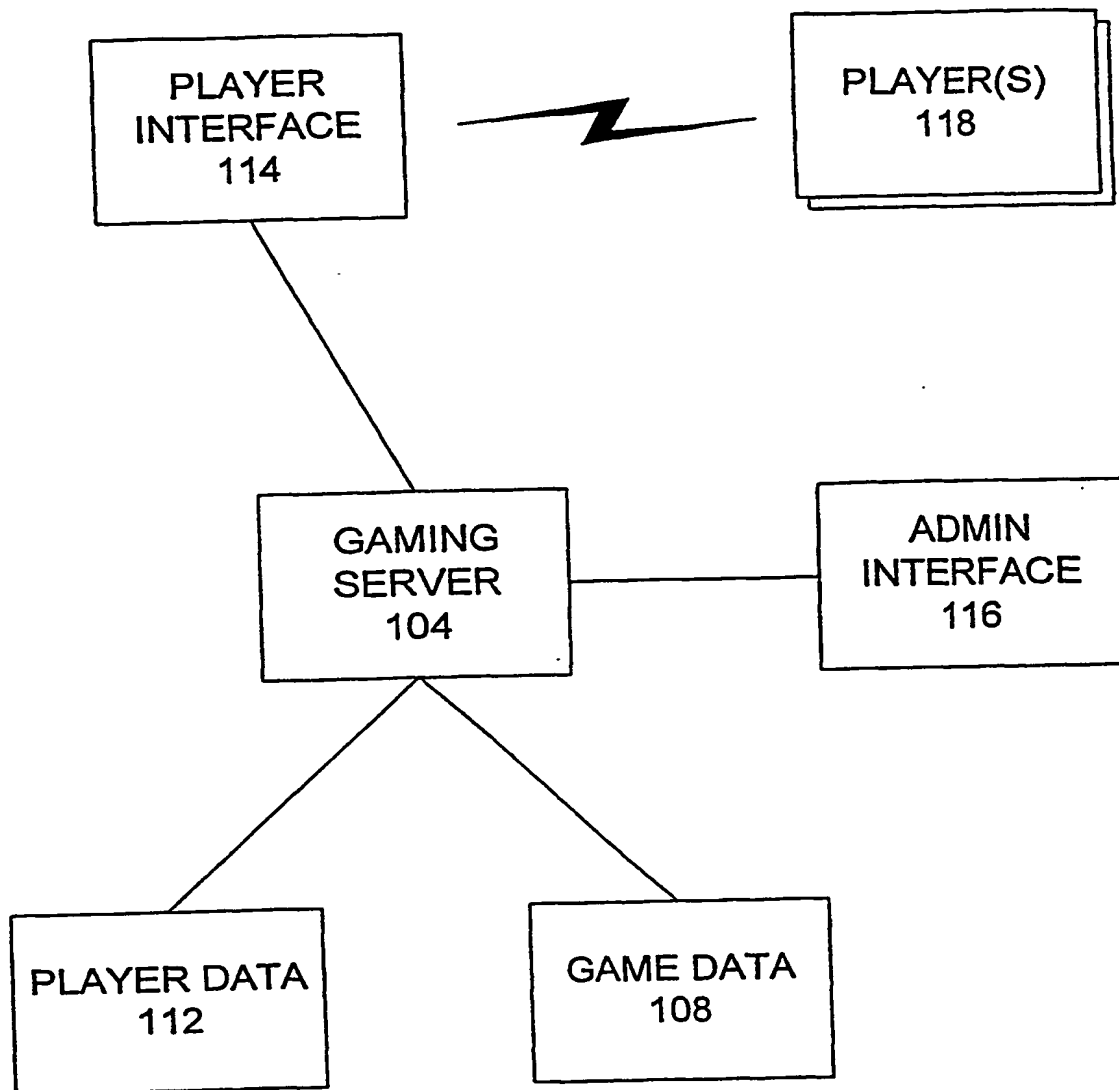 PLAYER
INTERFACE
114
PLAYER(S)
118
GAMING
SERVER
104
ADMIN
INTERFACE
116
PLAYER DATA
112
GAME DATA
108